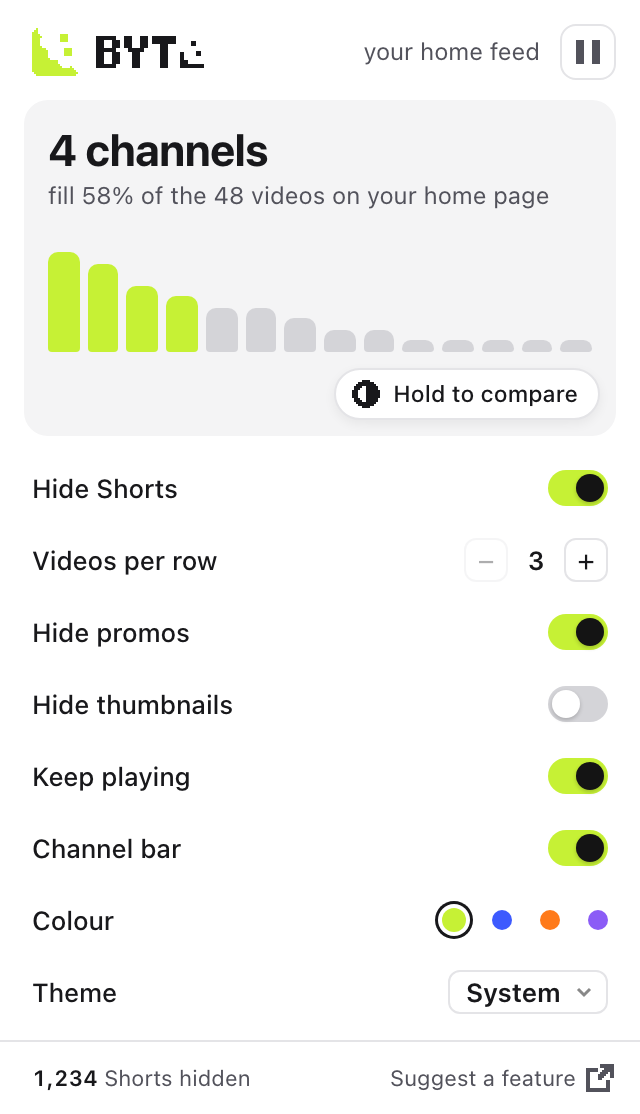 BYTE
your home feed
4 channels
fill 58% of the 48 videos on your home page
Hold to compare
Hide Shorts
Videos per row − 3 +
Hide promos
Hide thumbnails
Keep playing
Channel bar
Colour
Theme System
1,234 Shorts hidden
Suggest a feature